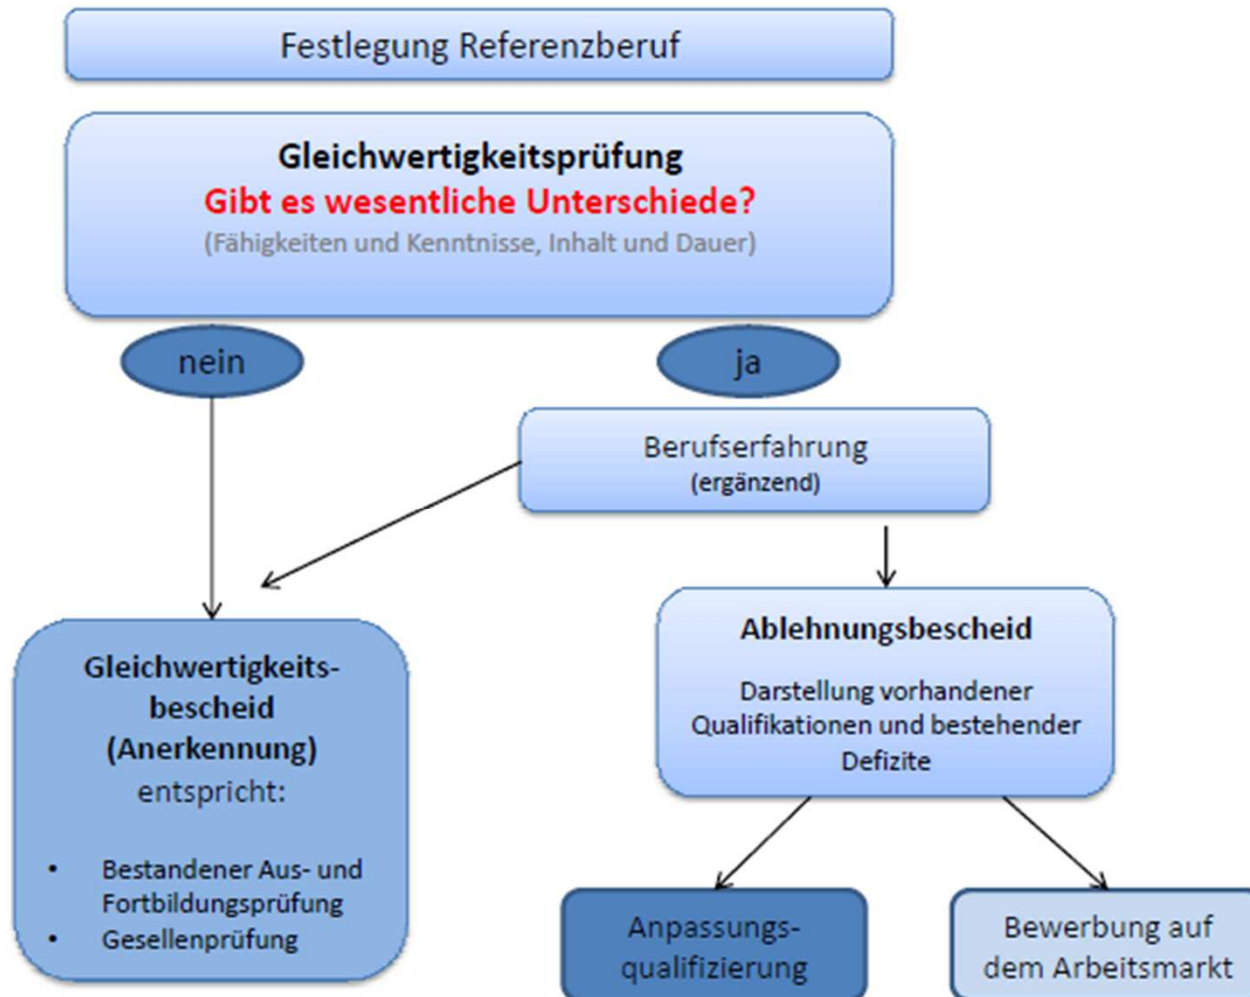 Festlegung Referenzberuf
Gleichwertigkeitsprüfung
Gibt es wesentliche Unterschiede?
(Fähigkeiten und Kenntnisse, Inhalt und Dauer)
nein
ja
Berufserfahrung
(ergänzend)
Gleichwertigkeits-
bescheid
(Anerkennung)
entspricht:
• Bestandener Aus- und
Fortbildungsprüfung
• Gesellenprüfung
Ablehnungsbescheid
Darstellung vorhandener
Qualifikationen und bestehender
Defizite
Anpassungs-
qualifizierung
Bewerbung auf
dem Arbeitsmarkt